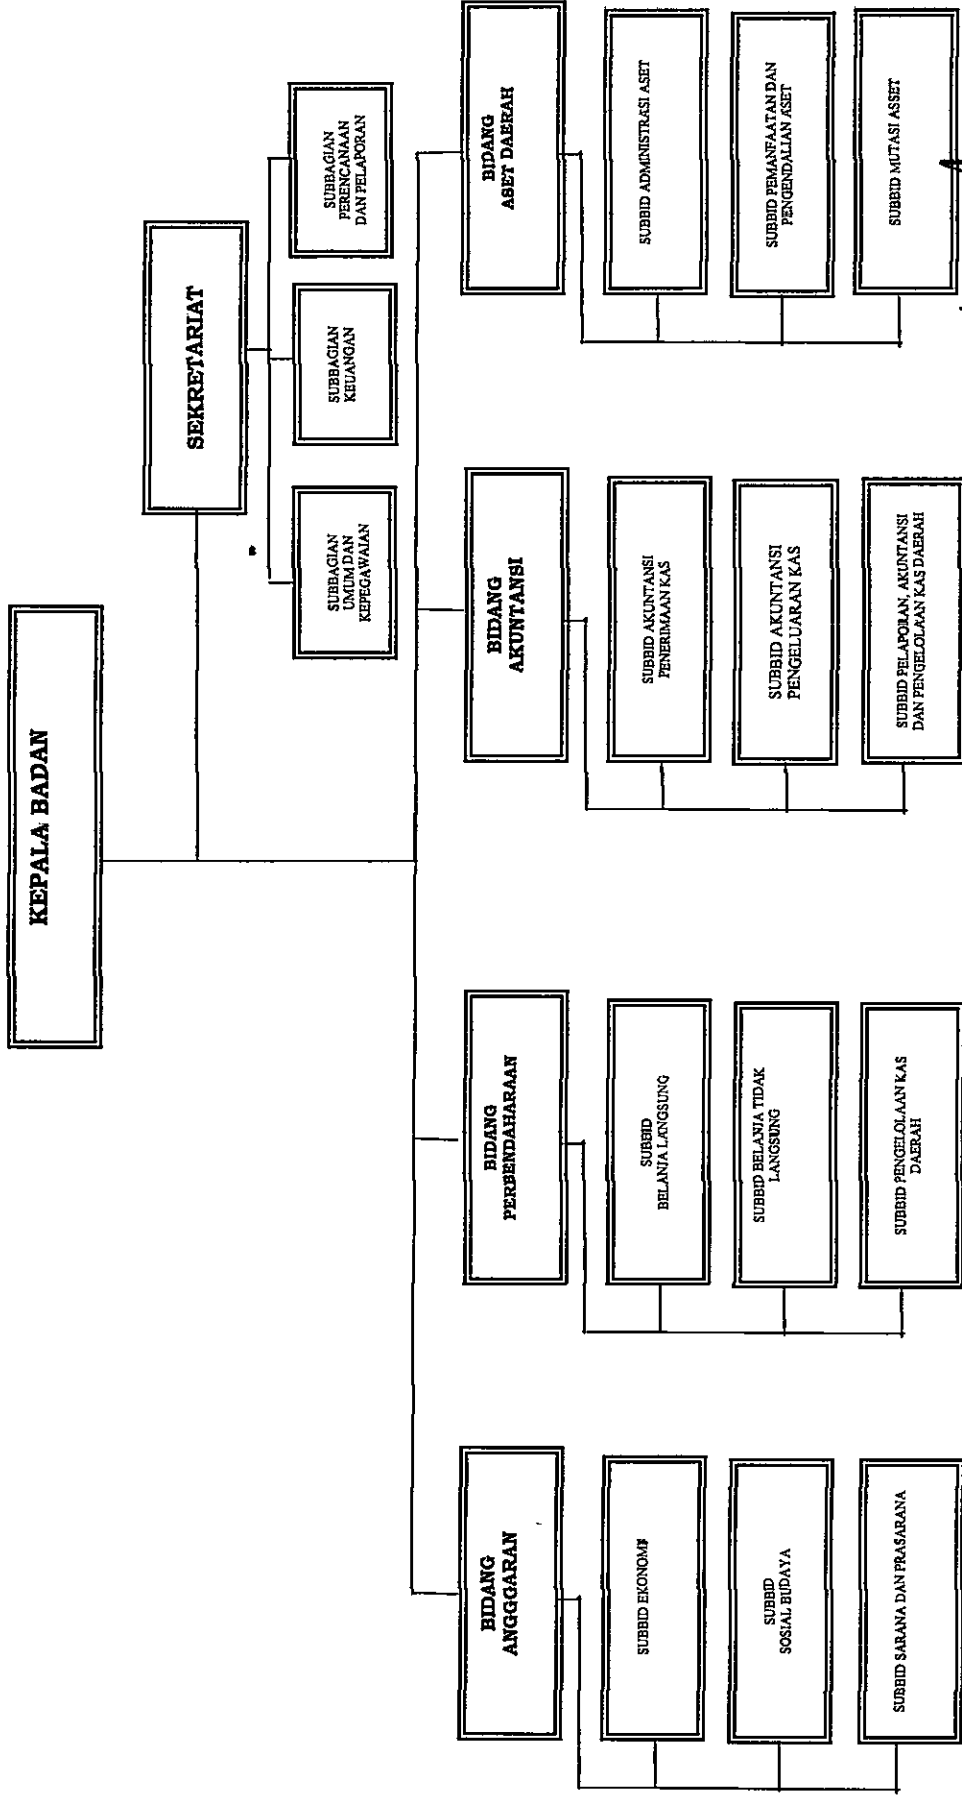 KEPALA BADAN
SEKRETARIAT
SUBBAGIAN
UMUM DAN
KEPEGAWAIAN
SUBBAGIAN
KEUANGAN
SUBBAGIAN
PERENCANAAN
DAN PELAPORAN
BIDANG
ANGGARAN
SUBBID EKONOMI
SUBBID
SOSIAL BUDAYA
SUBBID SARANA DAN PRASARANA
BIDANG
PERBENDAHARAAN
SUBBID
BELANJA LANGSUNG
SUBBID BELANJA TIDAK
LANGSUNG
SUBBID PENGELOLAAN KAS
DAERAH
BIDANG
AKUNTANSI
SUBBID AKUNTANSI
PENERIMAAN KAS
SUBBID AKUNTANSI
PENGELUARAN KAS
SUBBID PELAPORAN, AKUNTANSI
DAN PENGELOLAAN KAS DAERAH
BIDANG
ASET DAERAH
SUBBID ADMINISTRASI ASET
SUBBID PEMANFAATAN DAN
PENGENDALIAN ASET
SUBBID MUTASI ASSET